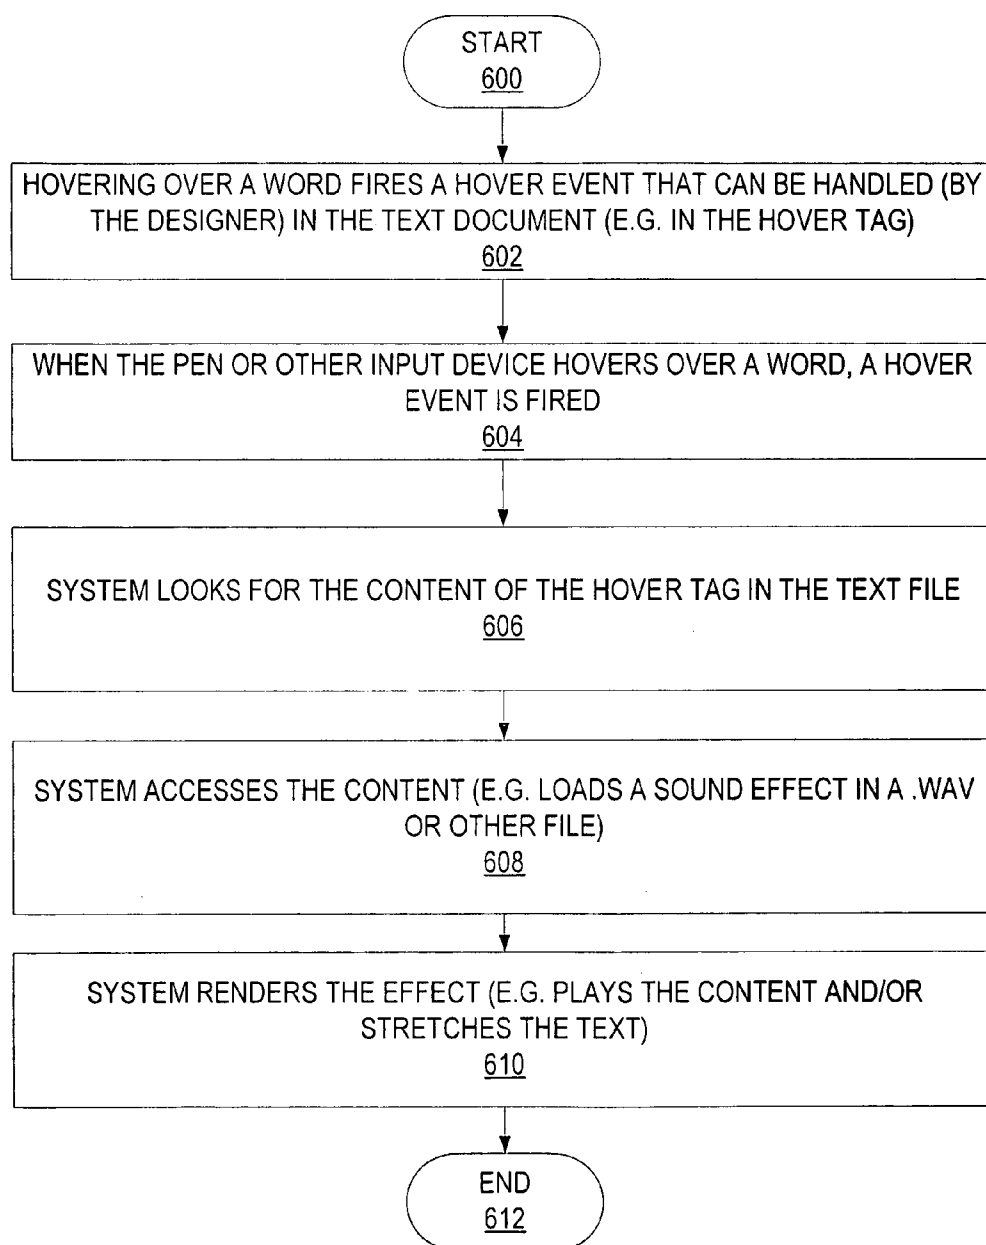 START
600
HOVERING OVER A WORD FIRES A HOVER EVENT THAT CAN BE HANDLED (BY
THE DESIGNER) IN THE TEXT DOCUMENT (E.G. IN THE HOVER TAG)
602
WHEN THE PEN OR OTHER INPUT DEVICE HOVERS OVER A WORD, A HOVER
EVENT IS FIRED
604
SYSTEM LOOKS FOR THE CONTENT OF THE HOVER TAG IN THE TEXT FILE
606
SYSTEM ACCESSES THE CONTENT (E.G. LOADS A SOUND EFFECT IN A .WAV
OR OTHER FILE)
608
SYSTEM RENDERS THE EFFECT (E.G. PLAYS THE CONTENT AND/OR
STRETCHES THE TEXT)
610
END
612